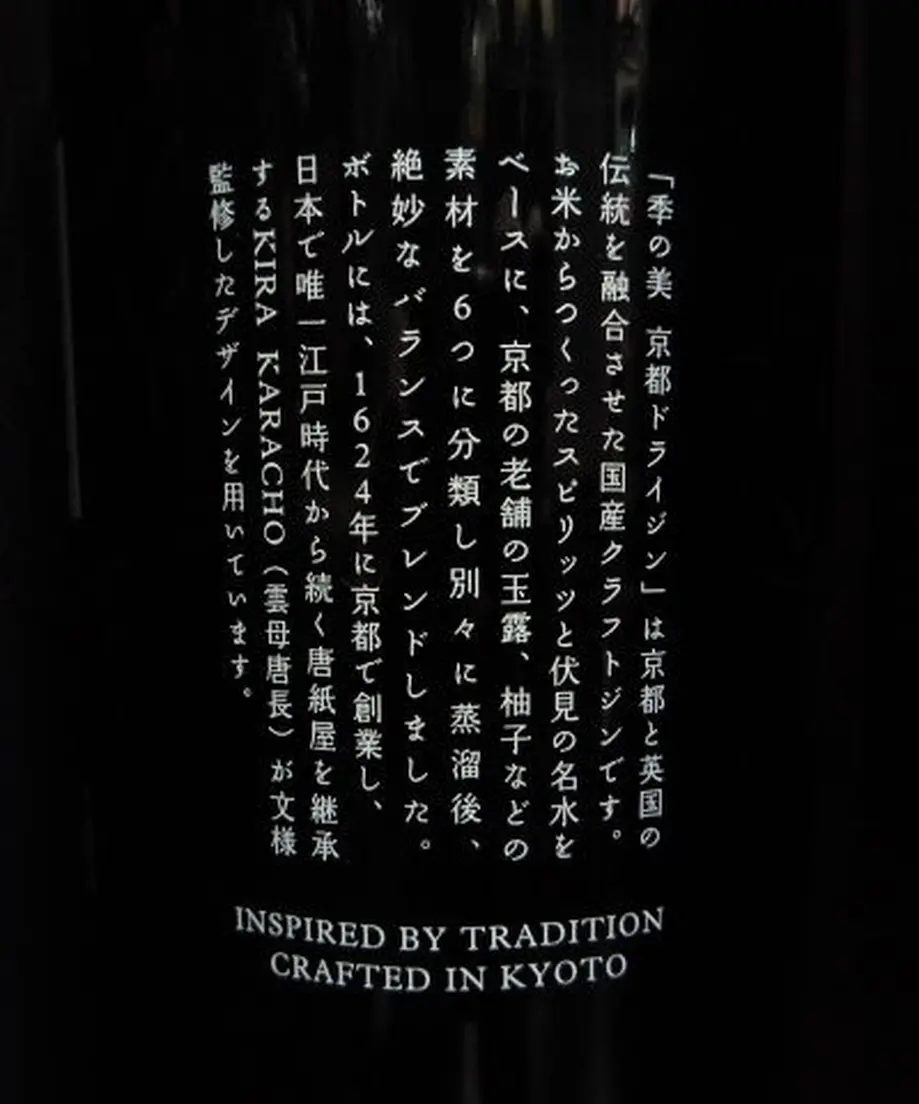 「季の美 京都ドライジン」は京都と英国の
伝統を融合させた国産クラフトジンです。
お米からつくったスピリッツと伏見の名水を
ベースに、京都の老舗の玉露、柚子などの
素材を6つに分類し別々に蒸溜後、
絶妙なバランスでブレンドしました。
ボトルには、1624年に京都で創業し、
日本で唯一江戸時代から続く唐紙屋を継承
するKIRA KARACHO(雲母唐長)が文様
監修したデザインを用いています。
INSPIRED BY TRADITION
CRAFTED IN KYOTO